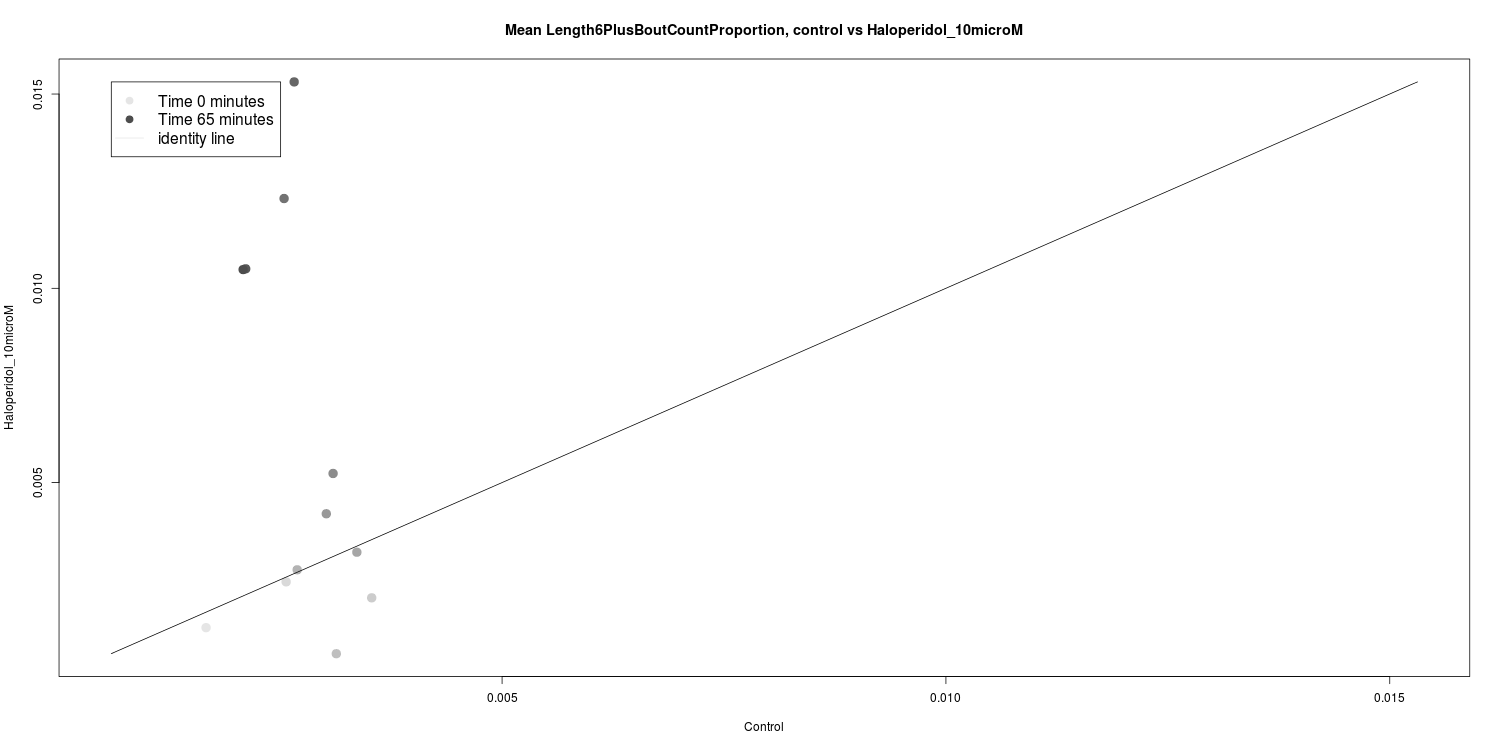 Mean Length6PlusBoutCountProportion, control vs Haloperidol_10microM
Time 0 minutes
Time 65 minutes
identity line
Haloperidol_10microM
0.015
0.010
0.005
0.005
0.010
0.015
Control